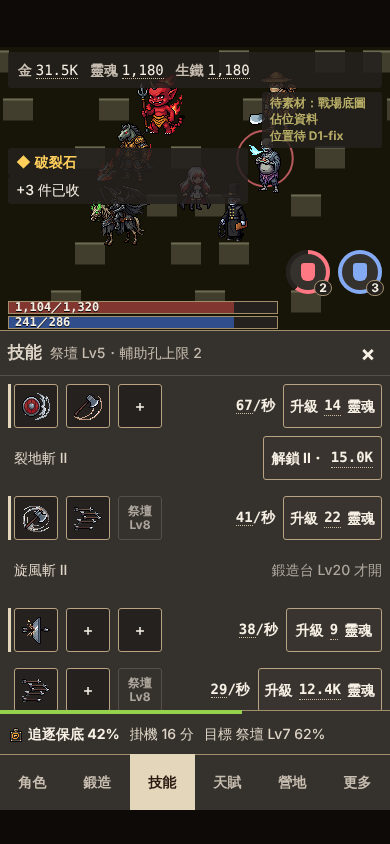 金 31.5K 靈魂 1,180 生鐵 1,180
待素材：戰場底圖
佔位資料
位置待 D1-fix
◆ 破裂石
+3 件已收
2
3
1,104／1,320
241／286
技能 祭壇 Lv5・輔助孔上限 2 ×
+ 67/秒 升級 14 靈魂
裂地斬 II 解鎖 II・ 15.0K
祭壇 Lv8 41/秒 升級 22 靈魂
旋風斬 II 鍛造台 Lv20 才開
+ + 38/秒 升級 9 靈魂
+ 祭壇 Lv8 29/秒 升級 12.4K 靈魂
追逐保底 42% 掛機 16 分 目標 祭壇 Lv7 62%
角色 鍛造 技能 天賦 營地 更多